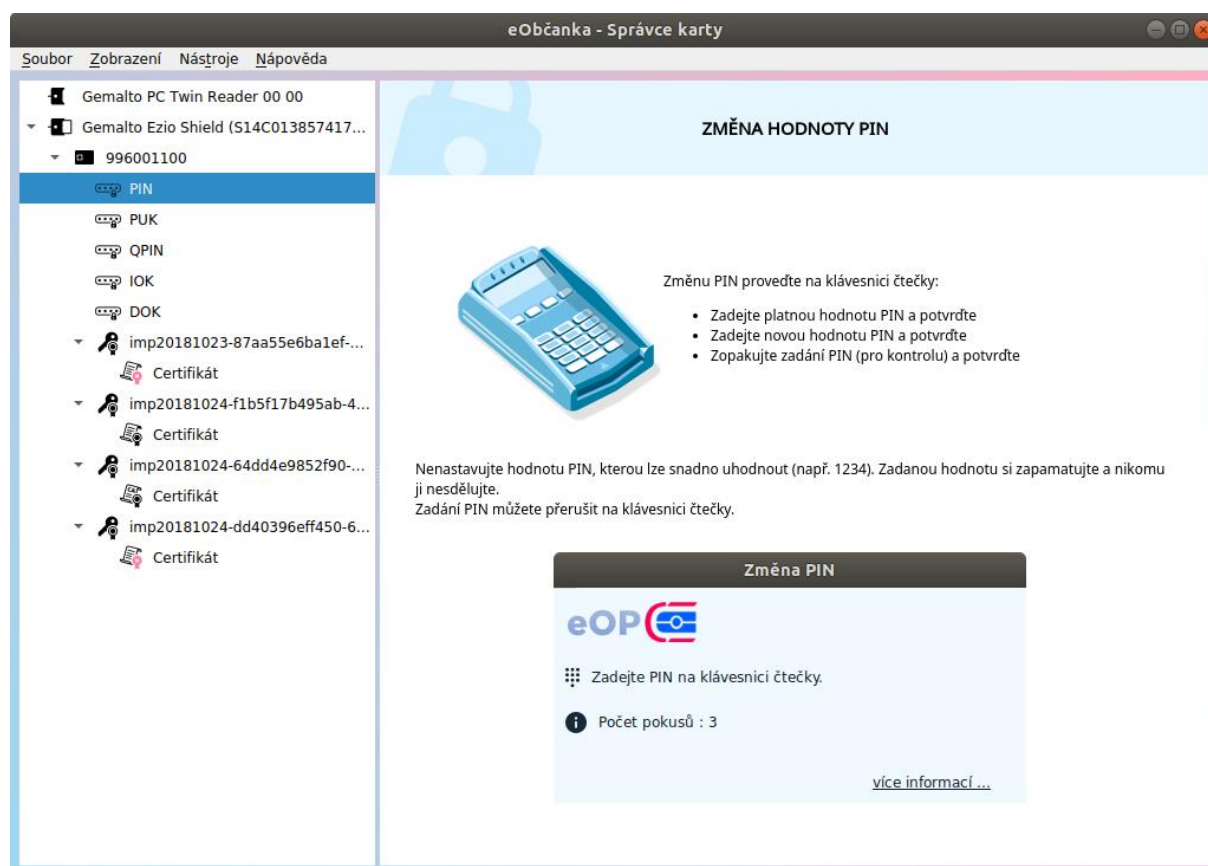 eObčanka - Správce karty
Soubor Zobrazení Nástroje Nápověda
Gemalto PC Twin Reader 00 00
Gemalto Ezio Shield (S14C013857417...
996001100
PIN
PUK
QPIN
IOK
DOK
imp20181023-87aa55e6ba1ef-...
Certifikát
imp20181024-f1b5f17b495ab-4...
Certifikát
imp20181024-64dd4e9852f90-...
Certifikát
imp20181024-dd40396eff450-6...
Certifikát
ZMĚNA HODNOTY PIN
Změnu PIN proveďte na klávesnici čtečky:
• Zadejte platnou hodnotu PIN a potvrďte
• Zadejte novou hodnotu PIN a potvrďte
• Zopakujte zadání PIN (pro kontrolu) a potvrďte
Nenastavujte hodnotu PIN, kterou lze snadno uhodnout (např. 1234). Zadanou hodnotu si zapamatujte a nikomu
ji nesdělujte.
Zadání PIN můžete přerušit na klávesnici čtečky.
Změna PIN
eOP
Zadejte PIN na klávesnici čtečky.
Počet pokusů : 3
více informací ...